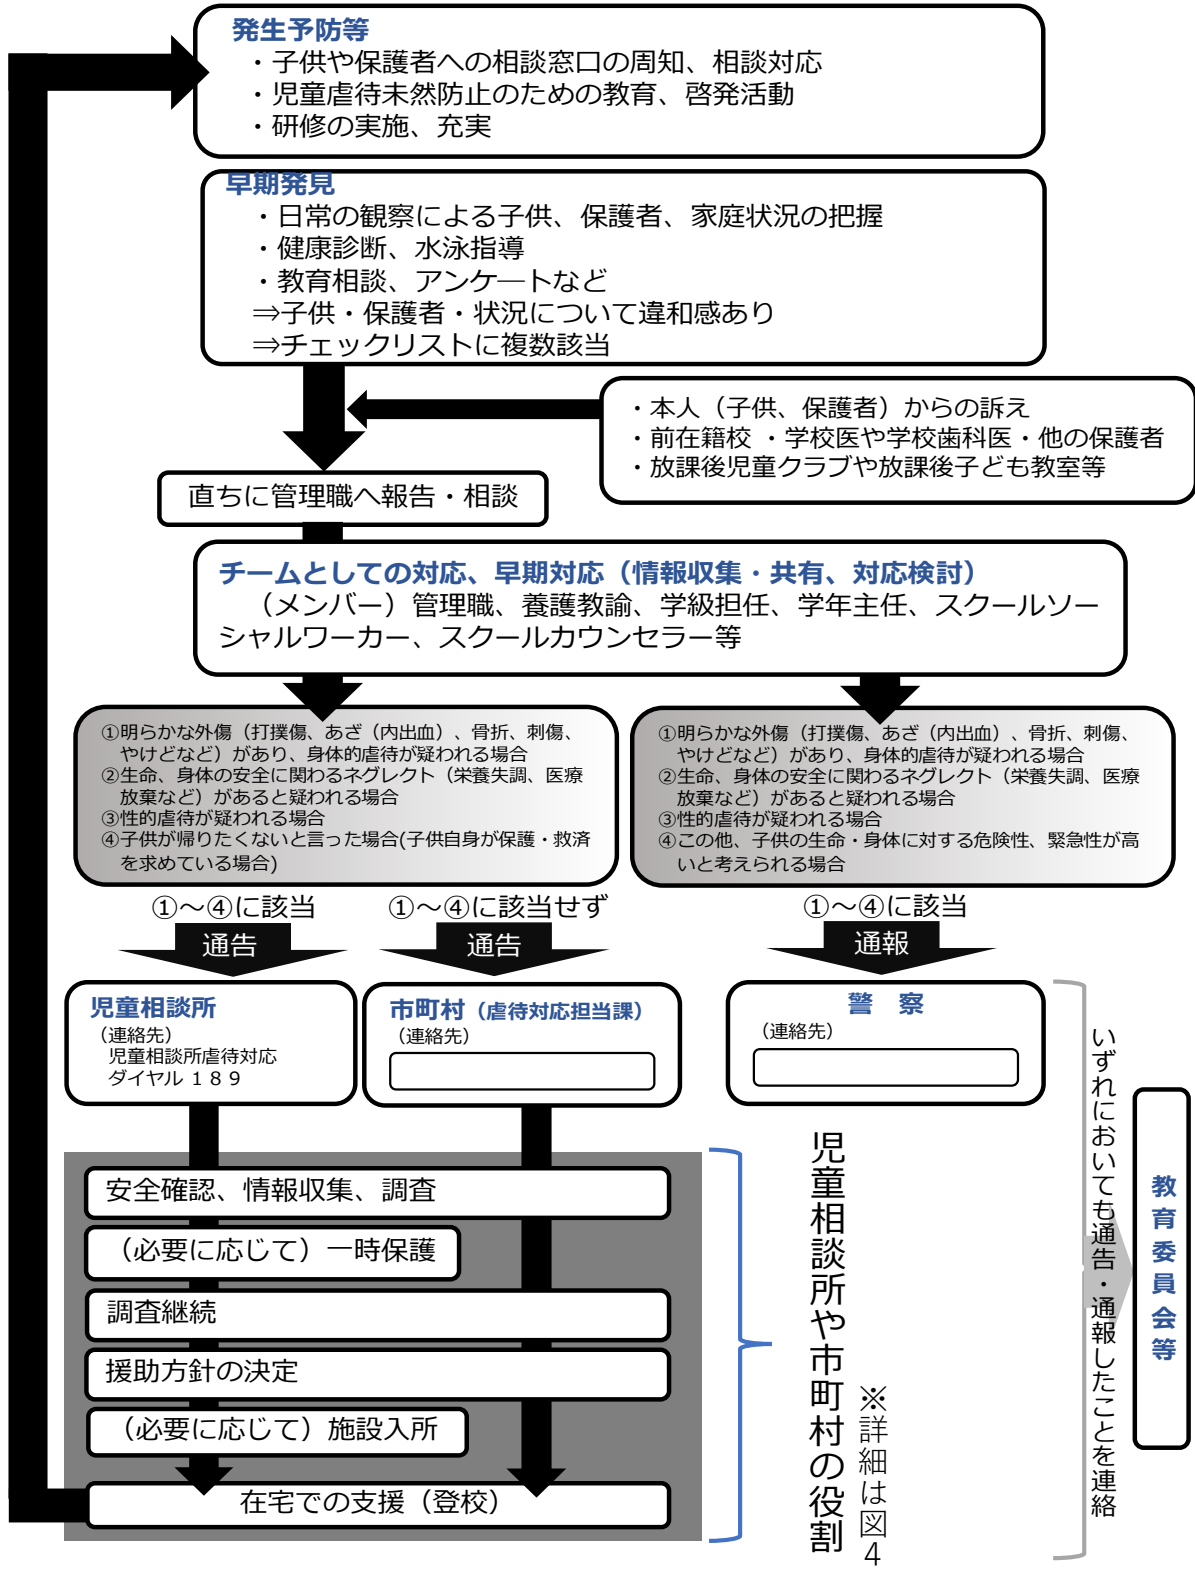 発生予防等
・子供や保護者への相談窓口の周知、相談対応
・児童虐待未然防止のための教育、啓発活動
・研修の実施、充実
早期発見
・日常の観察による子供、保護者、家庭状況の把握
・健康診断、水泳指導
・教育相談、アンケ―トなど
⇒子供・保護者・状況について違和感あり
⇒チェックリストに複数該当
・本人（子供、保護者）からの訴え
・前在籍校 ・学校医や学校歯科医・他の保護者
・放課後児童クラブや放課後子ども教室等
直ちに管理職へ報告・相談
チームとしての対応、早期対応（情報収集・共有、対応検討）
（メンバー）管理職、養護教諭、学級担任、学年主任、スクールソー
シャルワーカー、スクールカウンセラー等
①明らかな外傷（打撲傷、あざ（内出血）、骨折、刺傷、
やけどなど）があり、身体的虐待が疑われる場合
②生命、身体の安全に関わるネグレクト（栄養失調、医療
放棄など）があると疑われる場合
③性的虐待が疑われる場合
④子供が帰りたくないと言った場合(子供自身が保護・救済
を求めている場合)
①明らかな外傷（打撲傷、あざ（内出血）、骨折、刺傷、
やけどなど）があり、身体的虐待が疑われる場合
②生命、身体の安全に関わるネグレクト（栄養失調、医療
放棄など）があると疑われる場合
③性的虐待が疑われる場合
④この他、子供の生命・身体に対する危険性、緊急性が高
いと考えられる場合
①～④に該当
①～④に該当せず
①～④に該当
通告
通告
通報
児童相談所
（連絡先）
児童相談所虐待対応
ダイヤル１８９
市町村（虐待対応担当課）
（連絡先）
警　察
（連絡先）
安全確認、情報収集、調査
（必要に応じて）一時保護
調査継続
援助方針の決定
（必要に応じて）施設入所
在宅での支援（登校）
児童相談所や市町村の役割
※詳細は図4
いずれにおいても通告・通報したことを連絡
教育委員会等